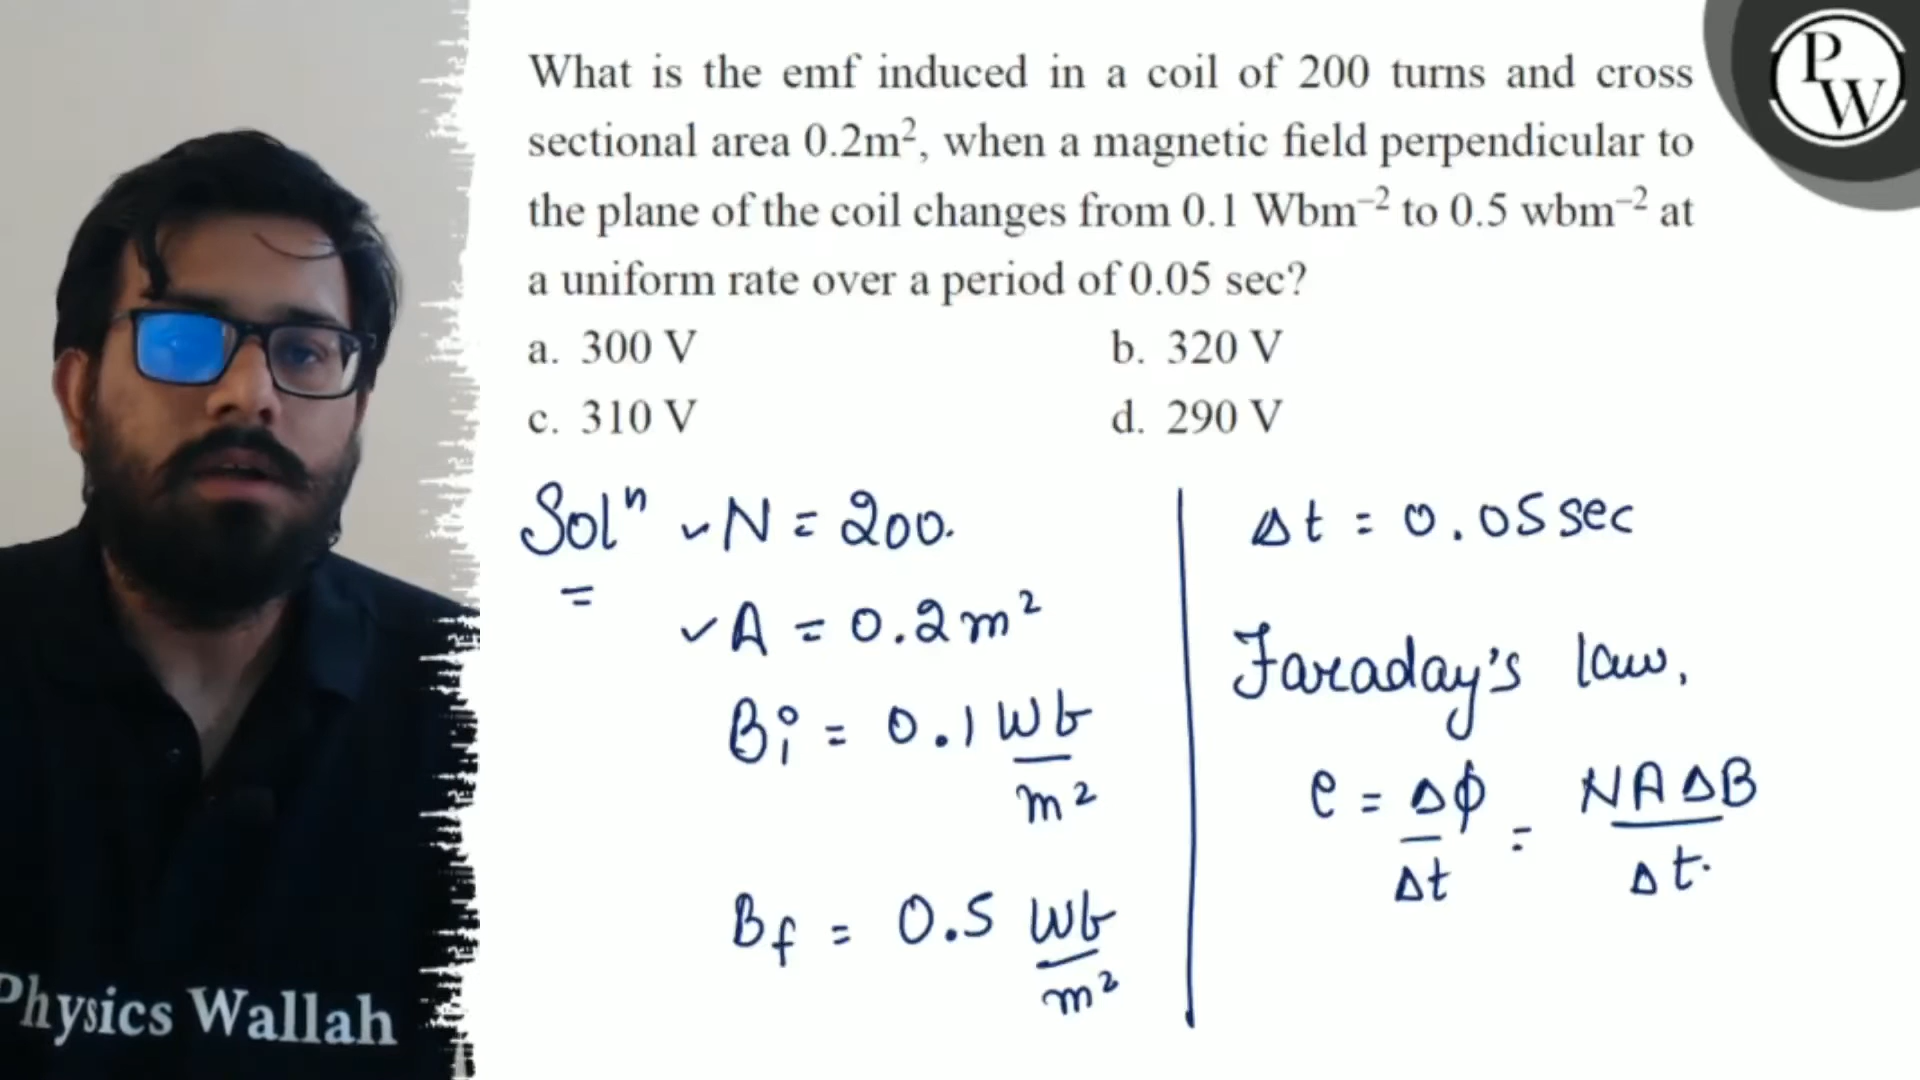 What is the emf induced in a coil of 200 turns and cross
sectional area 0.2m², when a magnetic field perpendicular to
the plane of the coil changes from 0.1 Wbm⁻² to 0.5 wbm⁻² at
a uniform rate over a period of 0.05 sec?
a. 300 V b. 320 V
c. 310 V d. 290 V
PW
Solⁿ ✓ N = 200.
=
✓ A = 0.2 m²
Bi = 0.1 Wb/m²
Bf = 0.5 Wb/m²
Δt = 0.05 sec
Faraday's law,
e = Δϕ/Δt = NAΔB/Δt.
Physics Wallah